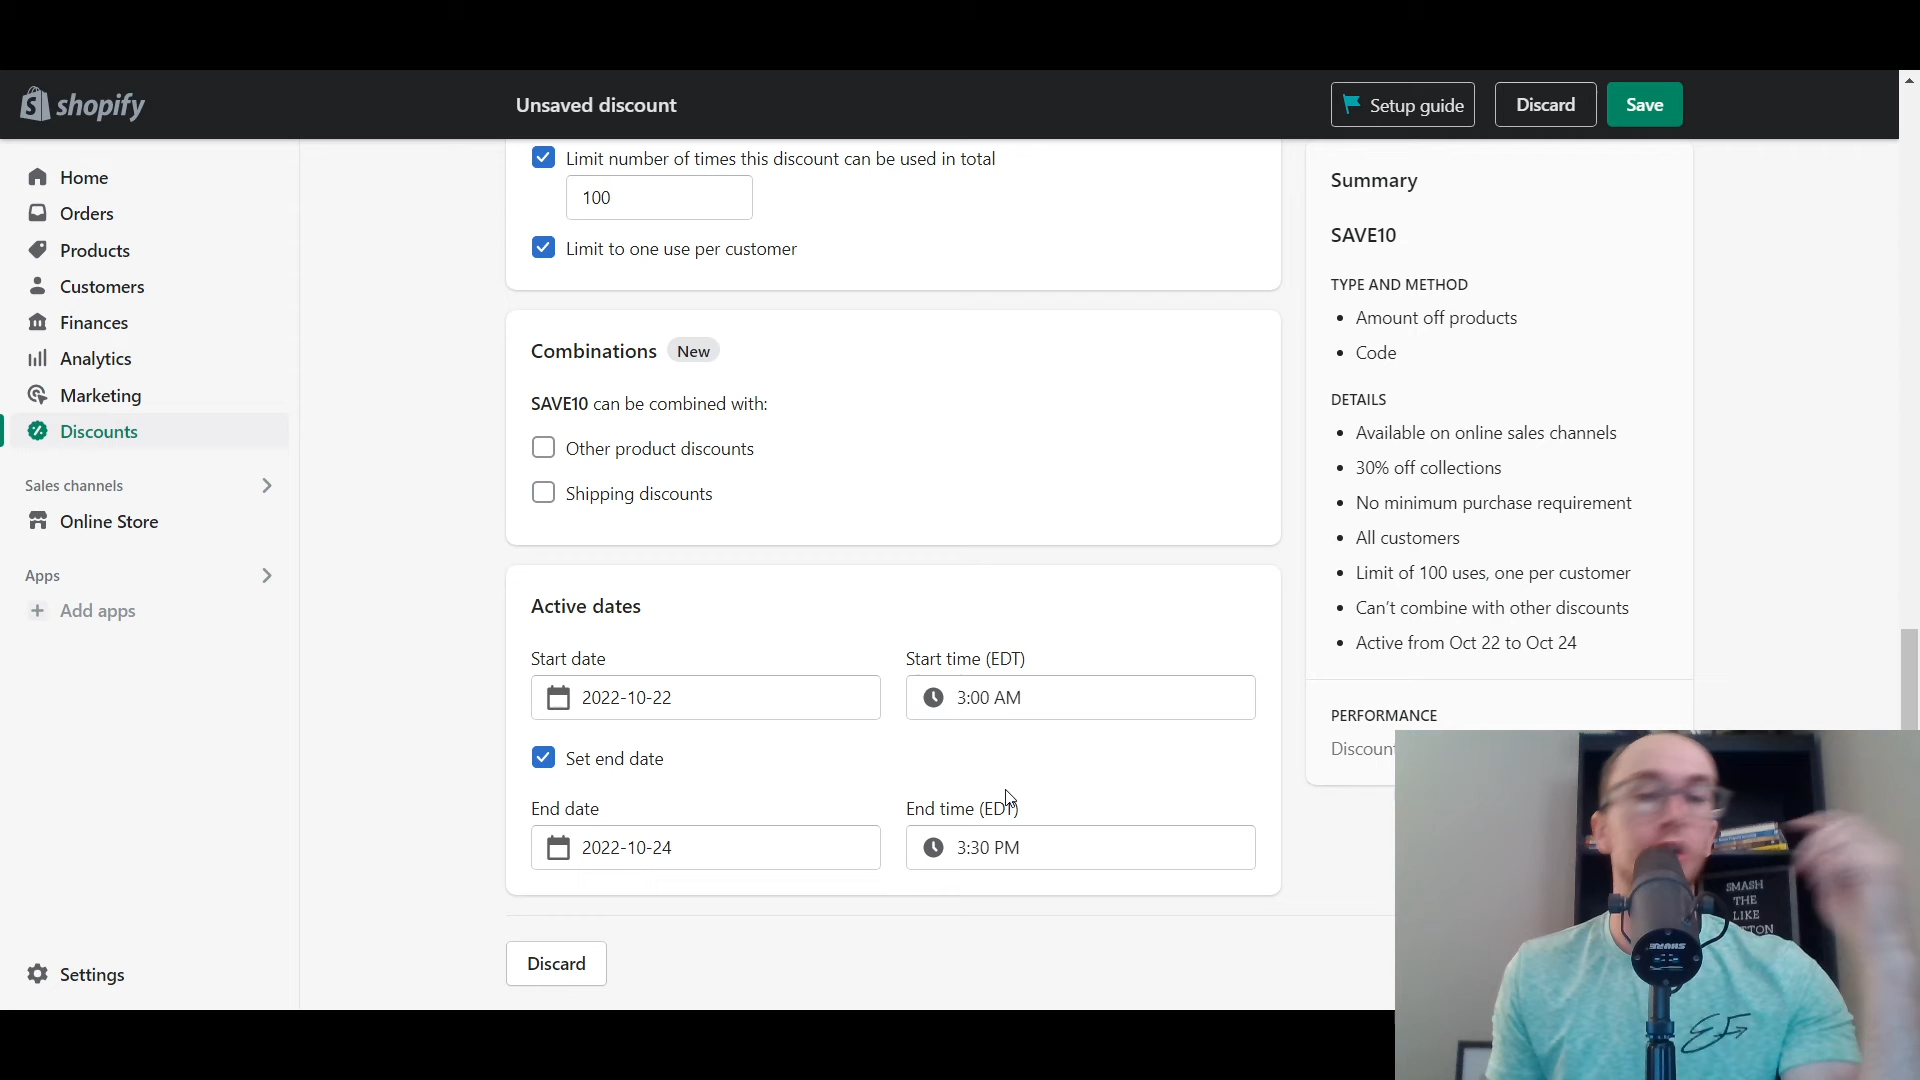 shopify
Unsaved discount
Setup guide
Discard
Save
Home
Orders
Products
Customers
Finances
Analytics
Marketing
Discounts
Sales channels
Online Store
Apps
Add apps
Settings
Limit number of times this discount can be used in total
100
Limit to one use per customer
Combinations New
SAVE10 can be combined with:
Other product discounts
Shipping discounts
Active dates
Start date
Start time (EDT)
2022-10-22
3:00 AM
Set end date
End date
End time (EDT)
2022-10-24
3:30 PM
Discard
Summary
SAVE10
TYPE AND METHOD
• Amount off products
• Code
DETAILS
• Available on online sales channels
• 30% off collections
• No minimum purchase requirement
• All customers
• Limit of 100 uses, one per customer
• Can't combine with other discounts
• Active from Oct 22 to Oct 24
PERFORMANCE
SMASH
THE
LIKE
SHURE